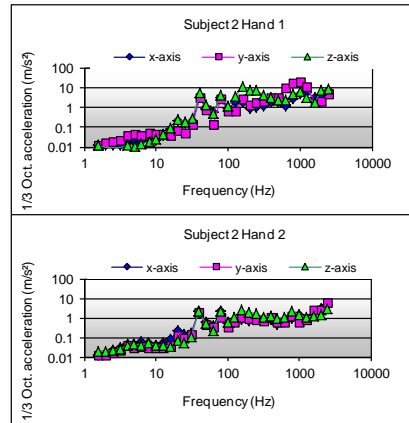 Subject 2 Hand 1
x-axis y-axis z-axis
1/3 Oct. acceleration (m/s²)
10
10
1
0.1
0.01
1 10 100 1000 10000
Frequency (Hz)
Subject 2 Hand 2
x-axis y-axis z-axis
1/3 Oct. acceleration (m/s²)
100
10
1
0.1
0.01
1 10 100 1000 10000
Frequency (Hz)